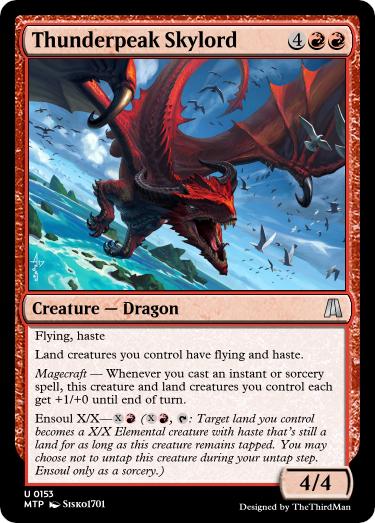 Thunderpeak Skylord 4
Creature — Dragon
Flying, haste
Land creatures you control have flying and haste.
Magecraft — Whenever you cast an instant or sorcery
spell, this creature and land creatures you control each
get +1/+0 until end of turn.
Ensoul X/X—X (X, : Target land you control
becomes a X/X Elemental creature with haste that's still a
land for as long as this creature remains tapped. You may
choose not to untap this creature during your untap step.
Ensoul only as a sorcery.)
4/4
U 0153
MTP Sisko1701
Designed by TheThirdMan